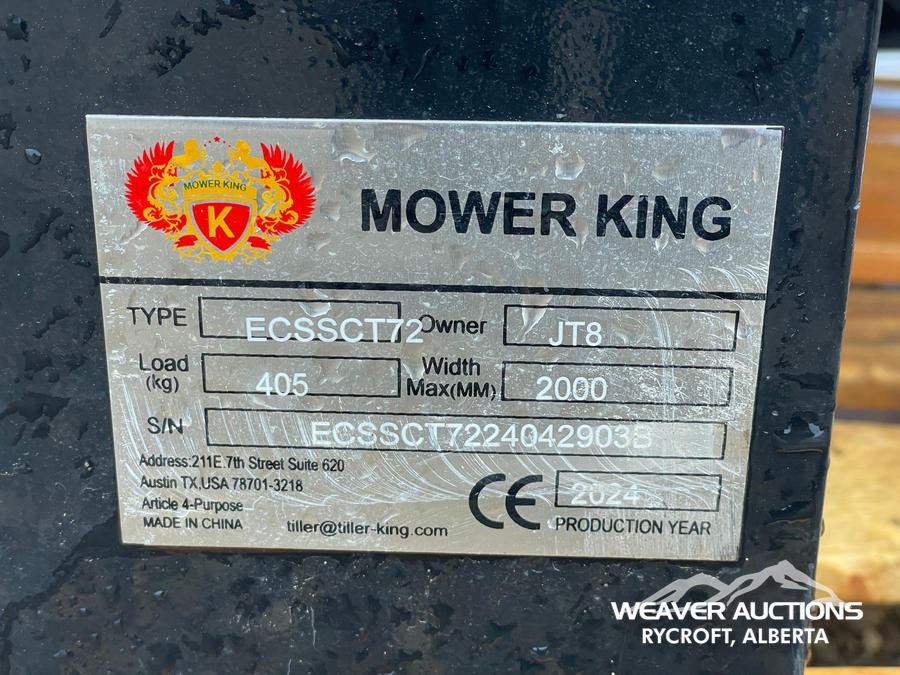 MOWER KING
K
MOWER KING
TYPE ECSSCT72 Owner JT8
Load (kg) 405 Width Max(MM) 2000
S/N ECSSCT7224042903B
Address:211E.7th Street Suite 620
Austin TX,USA 78701-3218
Article 4-Purpose
MADE IN CHINA
tiller@tiller-king.com
CE 2024
PRODUCTION YEAR
WEAVER AUCTIONS
RYCROFT, ALBERTA